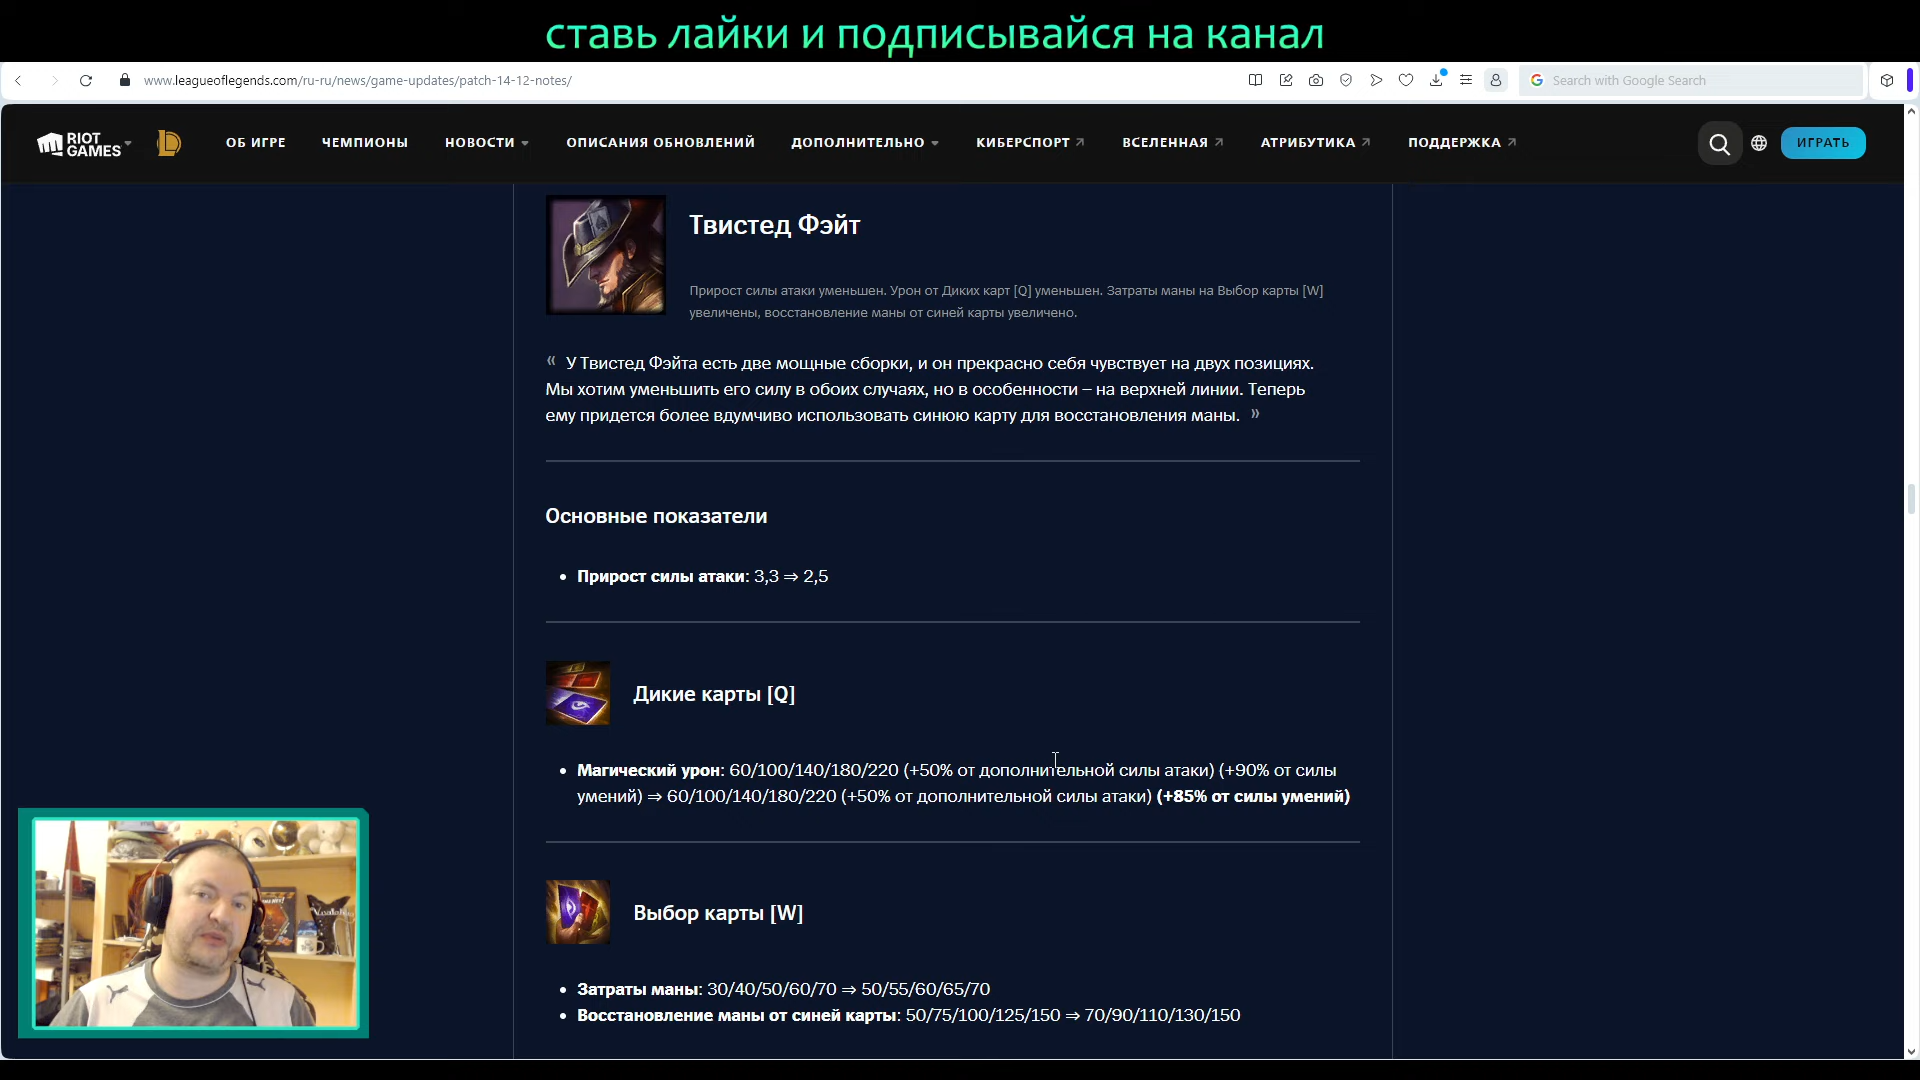 ставь лайки и подписывайся на канал
www.leagueoflegends.com/ru-ru/news/game-updates/patch-14-12-notes/
Search with Google Search
RIOT GAMES
ОБ ИГРЕ
ЧЕМПИОНЫ
НОВОСТИ
ОПИСАНИЯ ОБНОВЛЕНИЙ
ДОПОЛНИТЕЛЬНО
КИБЕРСПОРТ
ВСЕЛЕННАЯ
АТРИБУТИКА
ПОДДЕРЖКА
ИГРАТЬ
Твистед Фэйт
Прирост силы атаки уменьшен. Урон от Диких карт [Q] уменьшен. Затраты маны на Выбор карты [W]
увеличены, восстановление маны от синей карты увеличено.
« У Твистед Фэйта есть две мощные сборки, и он прекрасно себя чувствует на двух позициях.
Мы хотим уменьшить его силу в обоих случаях, но в особенности – на верхней линии. Теперь
ему придется более вдумчиво использовать синюю карту для восстановления маны. »
Основные показатели
• Прирост силы атаки: 3,3 ⇒ 2,5
Дикие карты [Q]
• Магический урон: 60/100/140/180/220 (+50% от дополнительной силы атаки) (+90% от силы
умений) ⇒ 60/100/140/180/220 (+50% от дополнительной силы атаки) (+85% от силы умений)
Выбор карты [W]
• Затраты маны: 30/40/50/60/70 ⇒ 50/55/60/65/70
• Восстановление маны от синей карты: 50/75/100/125/150 ⇒ 70/90/110/130/150